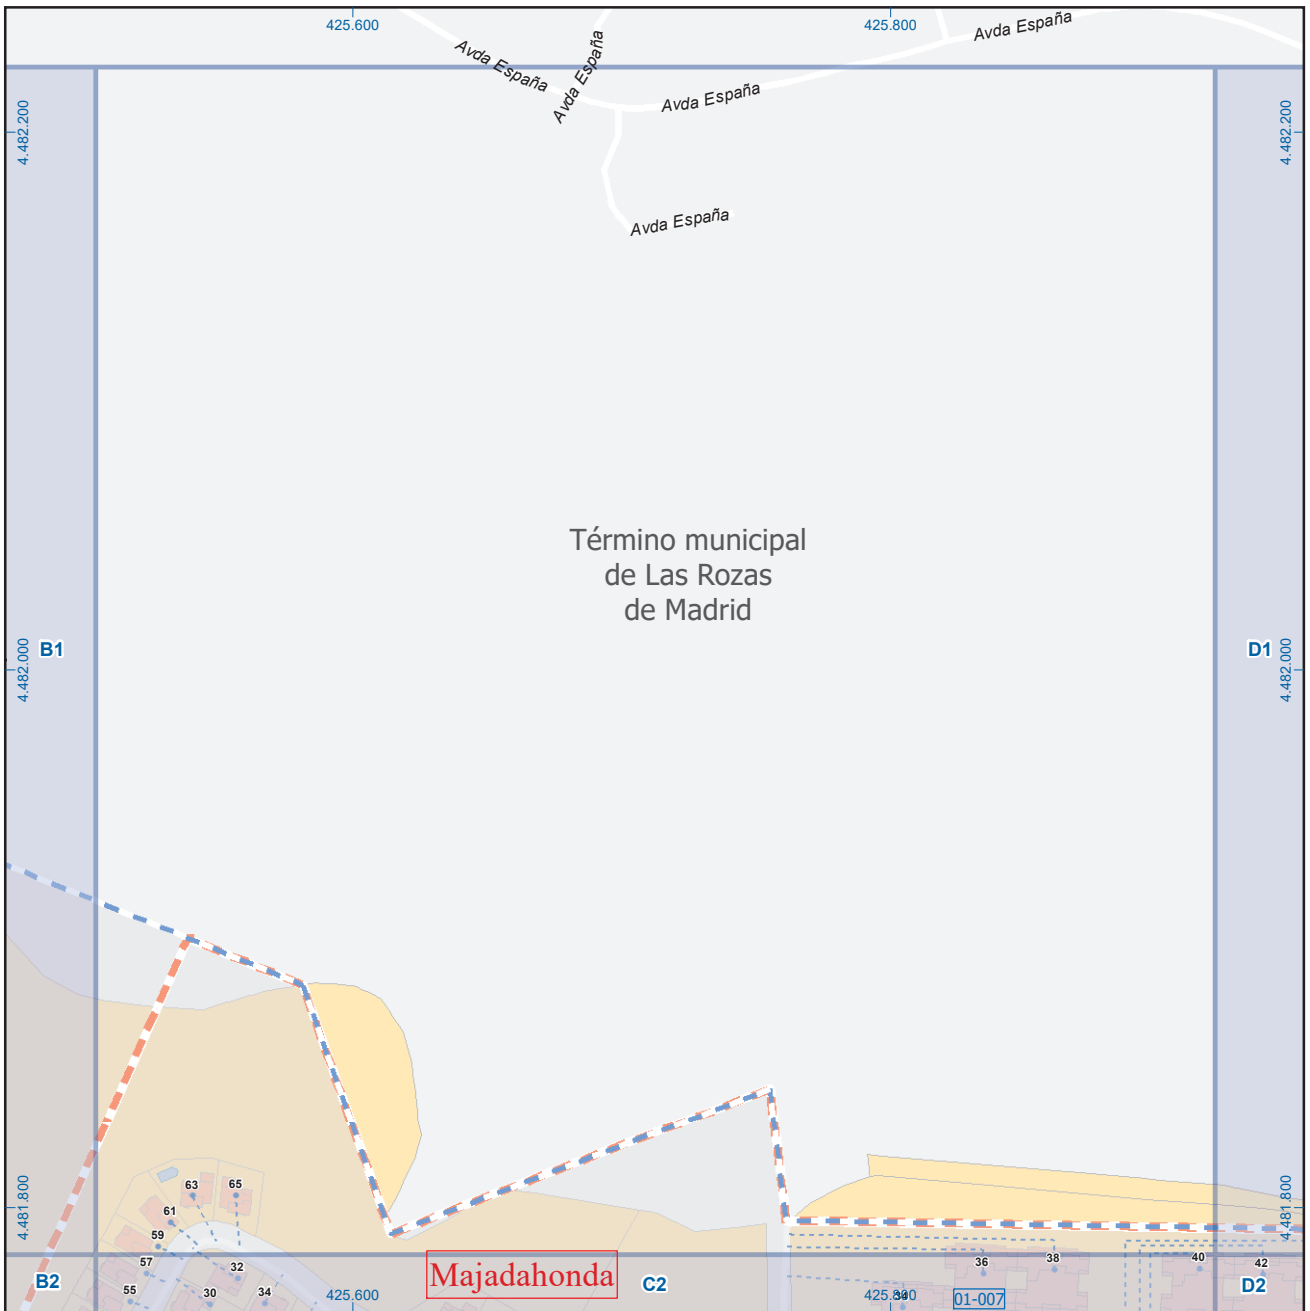 425.600
425.800
Avda España
Avda España
Avda España
Avda España
Avda España
4.482.200
4.482.200
Término municipal
de Las Rozas
de Madrid
B1
D1
4.482.000
4.482.000
4.481.800
4.481.800
63
65
61
59
57
32
55
30
34
36
38
40
42
34
B2
Majadahonda
C2
D2
425.600
425.800
01-007